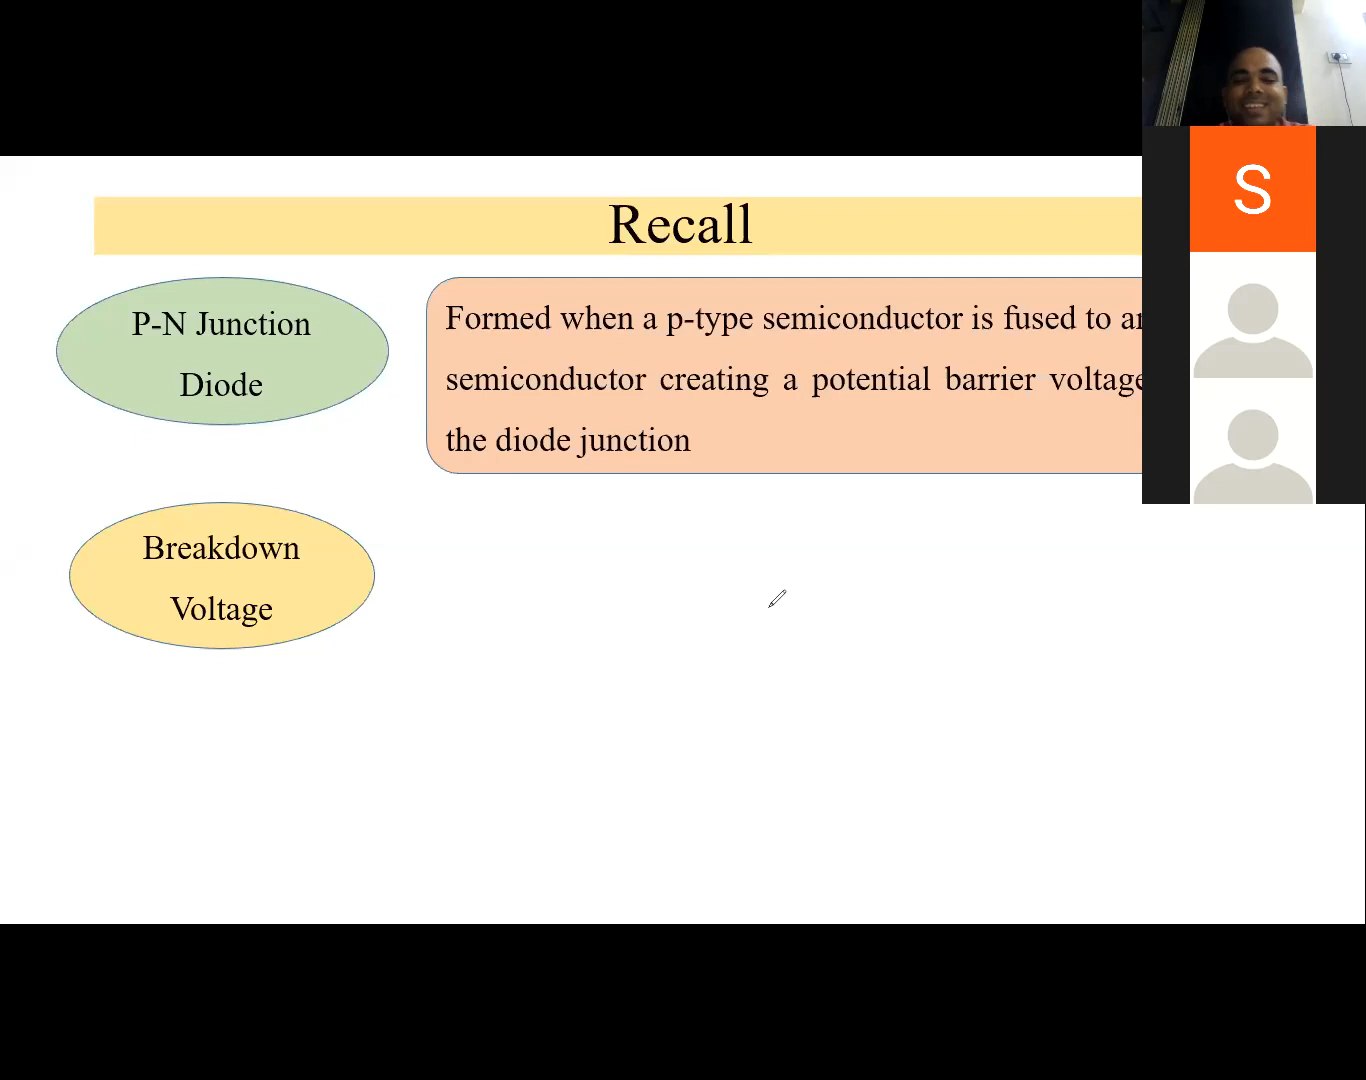 Recall
P-N Junction
Diode
Formed when a p-type semiconductor is fused to
semiconductor creating a potential barrier voltage
the diode junction
Breakdown
Voltage
S